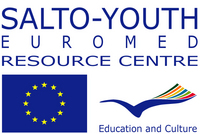 SALTO-YOUTH
EUROMED
RESOURCE CENTRE
Education and Culture